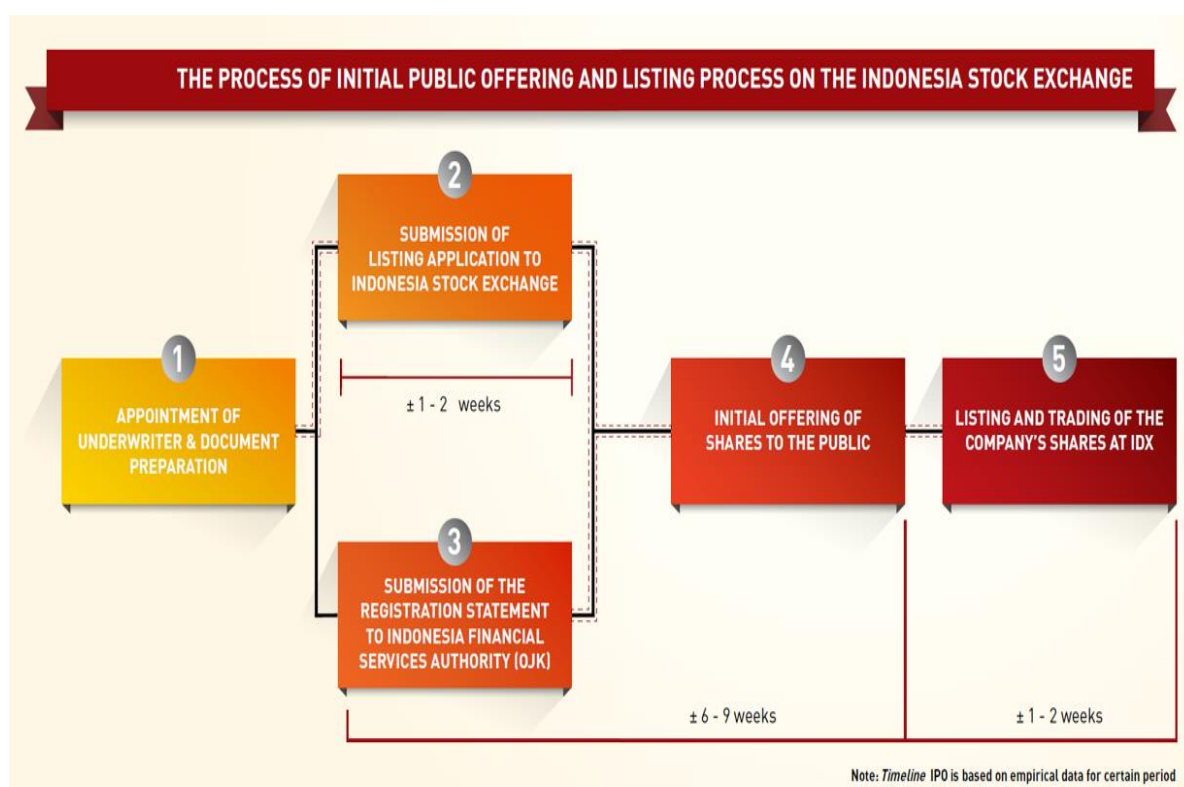 THE PROCESS OF INITIAL PUBLIC OFFERING AND LISTING PROCESS ON THE INDONESIA STOCK EXCHANGE
1
APPOINTMENT OF
UNDERWRITER & DOCUMENT
PREPARATION
2
SUBMISSION OF
LISTING APPLICATION TO
INDONESIA STOCK EXCHANGE
± 1 - 2 weeks
3
SUBMISSION OF THE
REGISTRATION STATEMENT
TO INDONESIA FINANCIAL
SERVICES AUTHORITY (OJK)
4
INITIAL OFFERING OF
SHARES TO THE PUBLIC
5
LISTING AND TRADING OF THE
COMPANY'S SHARES AT IDX
± 6 - 9 weeks
± 1 - 2 weeks
Note: Timeline IPO is based on empirical data for certain period